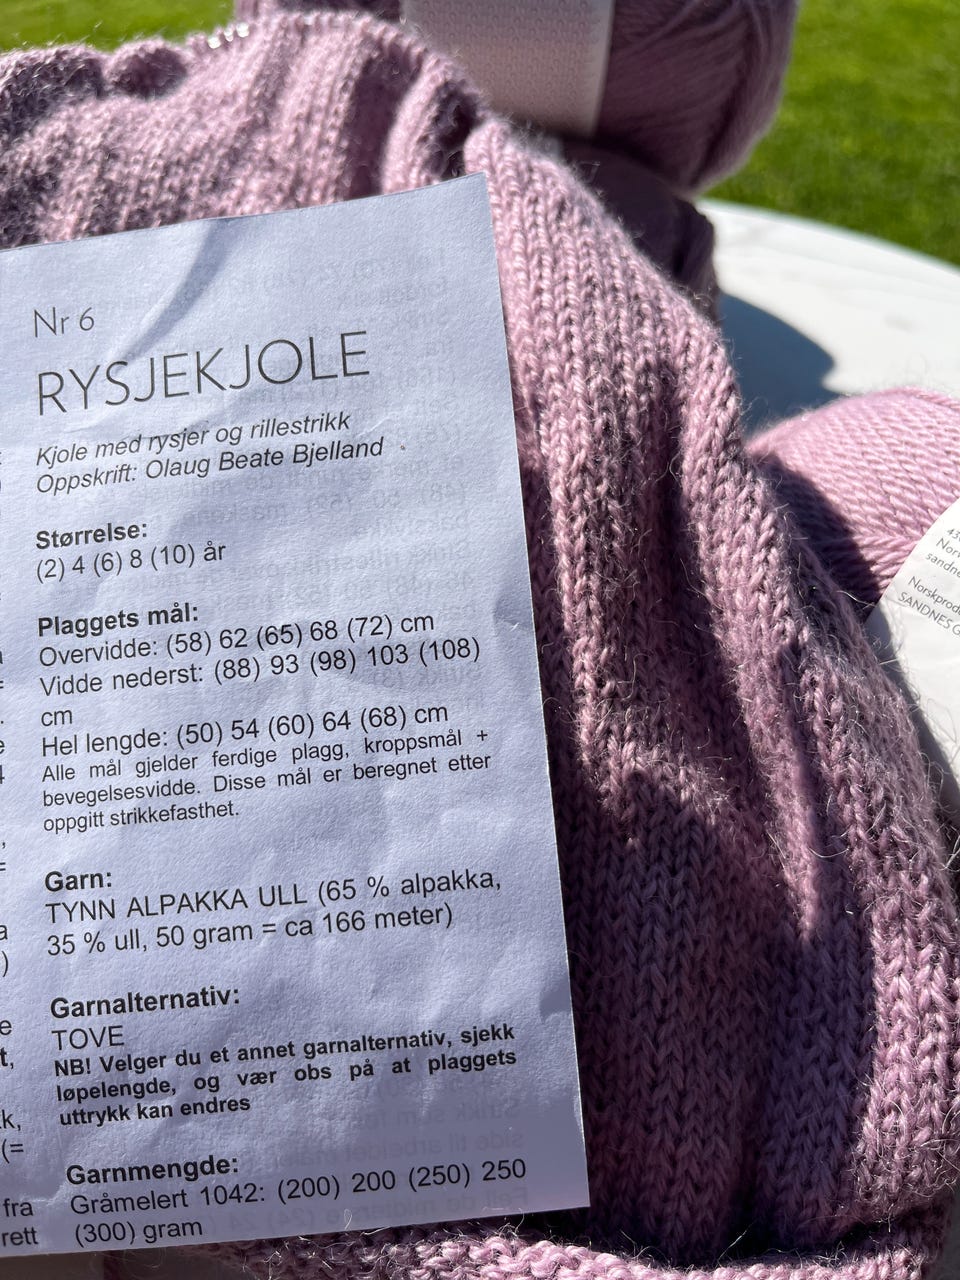 Nr 6
RYSJEKJOLE
Kjole med rysjer og rillestrikk
Oppskrift: Olaug Beate Bjelland
Størrelse:
(2) 4 (6) 8 (10) år
Plaggets mål:
Overvidde: (58) 62 (65) 68 (72) cm
Vidde nederst: (88) 93 (98) 103 (108)
cm
Hel lengde: (50) 54 (60) 64 (68) cm
Alle mål gjelder ferdige plagg, kroppsmål +
bevegelsesvidde. Disse mål er beregnet etter
oppgitt strikkefasthet.
Garn:
TYNN ALPAKKA ULL (65 % alpakka,
35 % ull, 50 gram = ca 166 meter)
Garnalternativ:
TOVE
NB! Velger du et annet garnalternativ, sjekk
løpelengde, og vær obs på at plaggets
uttrykk kan endres
Garnmengde:
Gråmelert 1042: (200) 200 (250) 250
(300) gram
fra
rett
Norskprod
SANDNES G